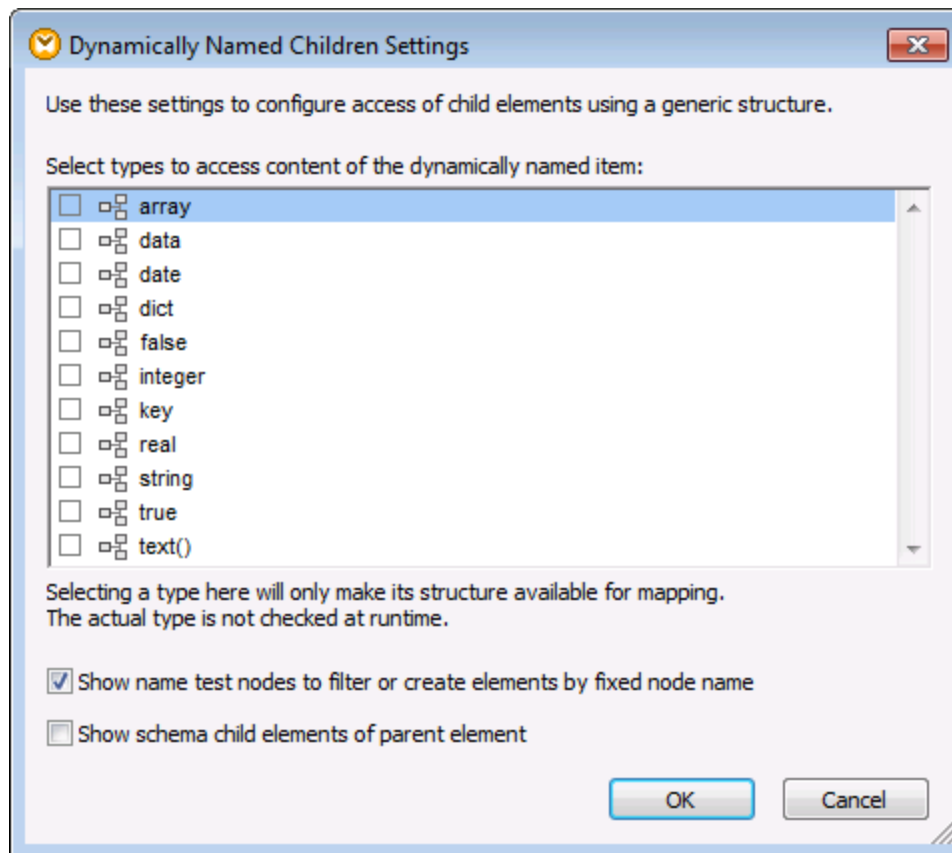 Dynamically Named Children Settings
Use these settings to configure access of child elements using a generic structure.
Select types to access content of the dynamically named item:
array
data
date
dict
false
integer
key
real
string
true
text()
Selecting a type here will only make its structure available for mapping.
The actual type is not checked at runtime.
Show name test nodes to filter or create elements by fixed node name
Show schema child elements of parent element
OK Cancel